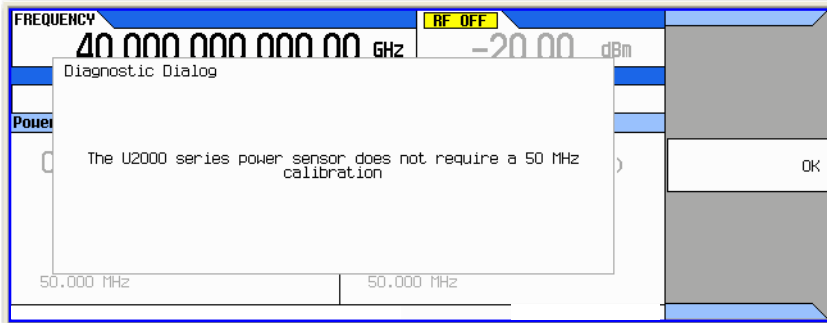 FREQUENCY
RF OFF
40.000 000 000 00 GHz
-20.00 dBm
Diagnostic Dialog
The U2000 series power sensor does not require a 50 MHz
calibration
OK
50.000 MHz
50.000 MHz